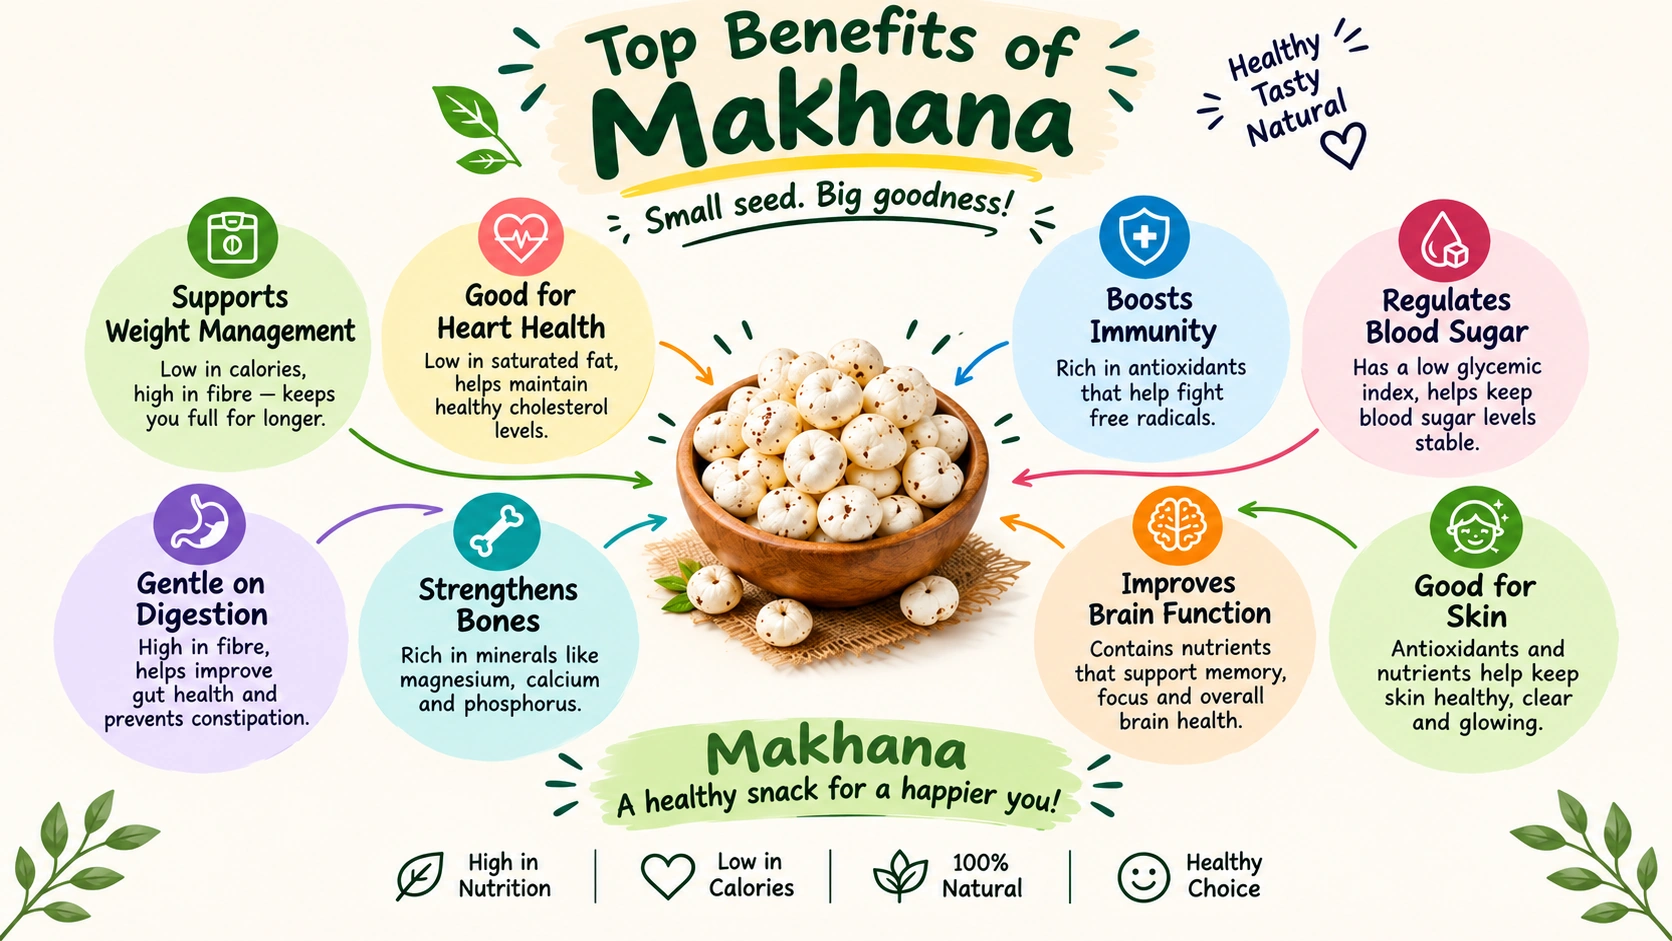 Top Benefits of
Makhana
Small seed. Big goodness!
Healthy
Tasty
Natural
Supports
Weight Management
Low in calories,
high in fibre – keeps
you full for longer.
Good for
Heart Health
Low in saturated fat,
helps maintain
healthy cholesterol
levels.
Boosts
Immunity
Rich in antioxidants
that help fight
free radicals.
Regulates
Blood Sugar
Has a low glycemic
index, helps keep
blood sugar levels
stable.
Gentle on
Digestion
High in fibre,
helps improve
gut health and
prevents constipation.
Strengthens
Bones
Rich in minerals like
magnesium, calcium
and phosphorus.
Improves
Brain Function
Contains nutrients
that support memory,
focus and overall
brain health.
Good for
Skin
Antioxidants and
nutrients help keep
skin healthy, clear
and glowing.
Makhana
A healthy snack for a happier you!
High in
Nutrition
Low in
Calories
100%
Natural
Healthy
Choice